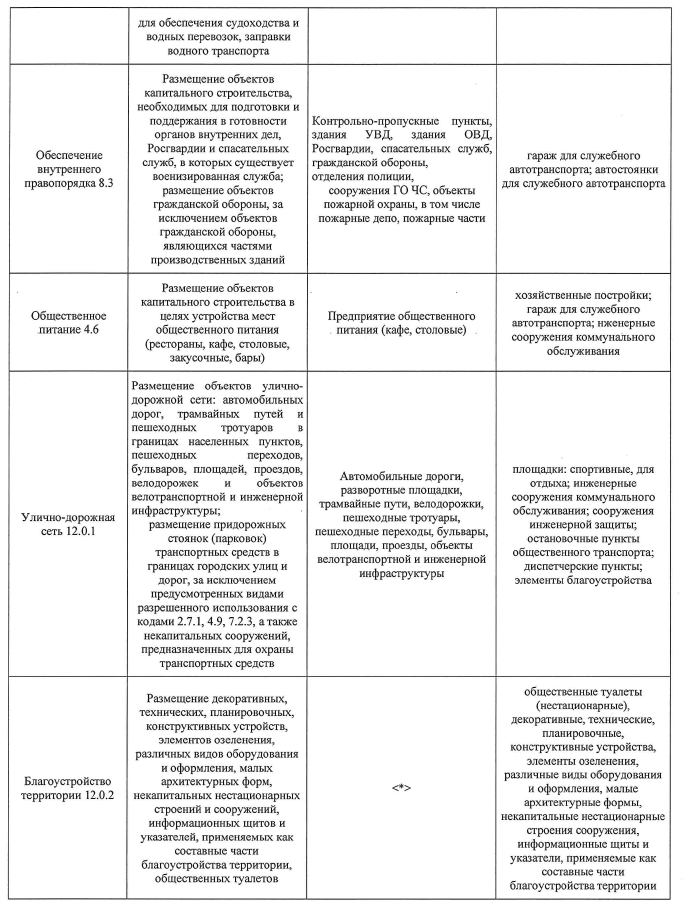 для обеспечения судоходства и
водных перевозок, заправки
водного транспорта
Обеспечение
внутреннего
правопорядка 8.3
Размещение объектов
капитального строительства,
необходимых для подготовки и
поддержания в готовности
органов внутренних дел,
Росгвардии и спасательных
служб, в которых существует
военизированная служба;
размещение объектов
гражданской обороны, за
исключением объектов
гражданской обороны,
являющихся частями
производственных зданий
Контрольно-пропускные пункты,
здания УВД, здания ОВД,
Росгвардии, спасательных служб,
гражданской обороны,
отделения полиции,
сооружения ГО ЧС, объекты
пожарной охраны, в том числе
пожарные депо, пожарные части
гараж для служебного
автотранспорта; автостоянки
для служебного автотранспорта
Общественное
питание 4.6
Размещение объектов
капитального строительства в
целях устройства мест
общественного питания
(рестораны, кафе, столовые,
закусочные, бары)
Предприятие общественного
питания (кафе, столовые)
хозяйственные постройки;
гараж для служебного
автотранспорта; нженерные
сооружения коммунального
обслуживания
Улично-дорожная
сеть 12.0.1
Размещение объектов улично-
дорожной сети: автомобильных
дорог, трамвайных путей и
пешеходных тротуаров в
границах населенных пунктов,
пешеходных переходов,
бульваров, площадей, проездов,
велодорожек и объектов
велотранспортной и инженерной
инфраструктуры;
размещение придорожных
стоянок (парковок)
транспортных средств в
границах городских улиц и
дорог, за исключением
предусмотренных видами
разрешенного использования с
кодами 2.7.1, 4.9, 7.2.3, а также
некапитальных сооружений,
предназначенных для охраны
транспортных средств
Автомобильные дороги,
разворотные площадки,
трамвайные пути, велодорожки,
пешеходные тротуары,
пешеходные переходы, бульвары,
площади, проезды, объекты
велотранспортной и инженерной
инфраструктуры
площадки: спортивные, для
отдыха; инженерные
сооружения коммунального
обслуживания; сооружения
инженерной защиты;
остановочные пункты
общественного транспорта;
диспетчерские пункты;
элементы благоустройства
Благоустройство
территории 12.0.2
Размещение декоративных,
технических, планировочных,
конструктивных устройств,
элементов озеленения,
различных видов оборудования
и оформления, малых
архитектурных форм,
некапитальных нестационарных
строений и сооружений,
информационных щитов и
указателей, применяемых как
составные части
благоустройства территории,
общественных туалетов
<*>
общественные туалеты
(нестационарные),
декоративные, технические,
планировочные,
конструктивные устройства,
элементы озеленения,
различные виды оборудования
и оформления, малые
архитектурные формы,
некапитальные нестационарные
строения сооружения,
информационные щиты и
указатели, применяемые как
составные части
благоустройства территории